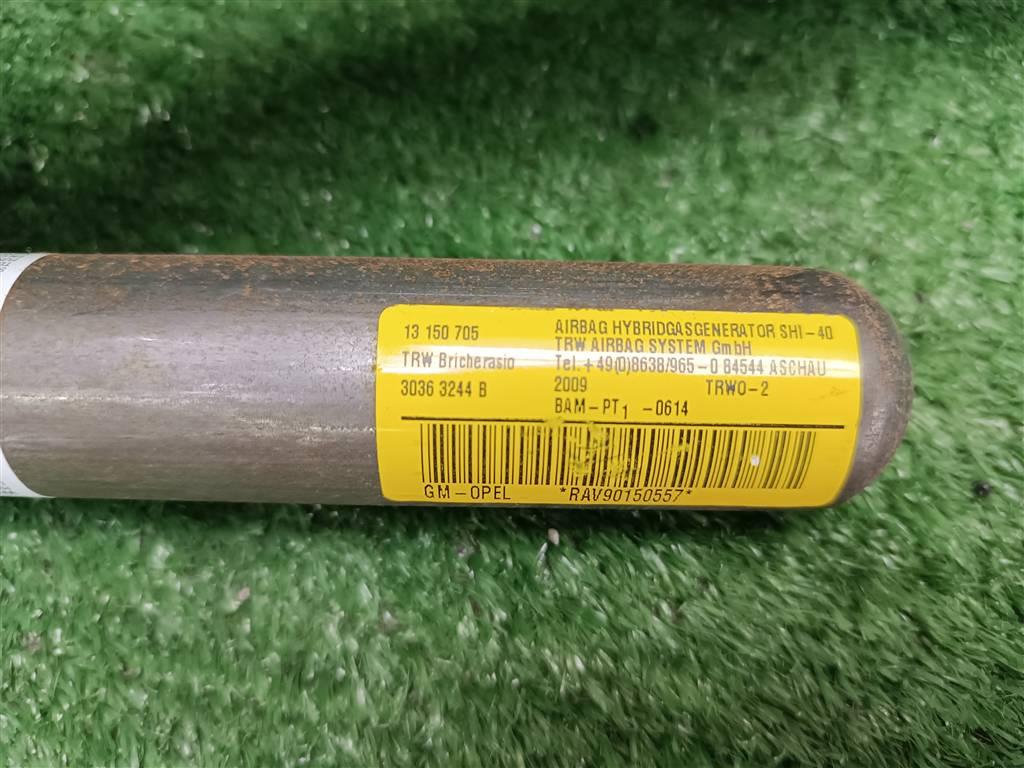 13 150 705 AIRBAG HYBRIDGASGENERATOR SHI-40
TRW AIRBAG SYSTEM GmbH
TRW Bricherasio Tel.+49(0)8638/965-0 84544 ASCHAU
3036 3244 B 2009 TRWO-2
BAM-PT1 -0614
GM-OPEL *RAV90150557*